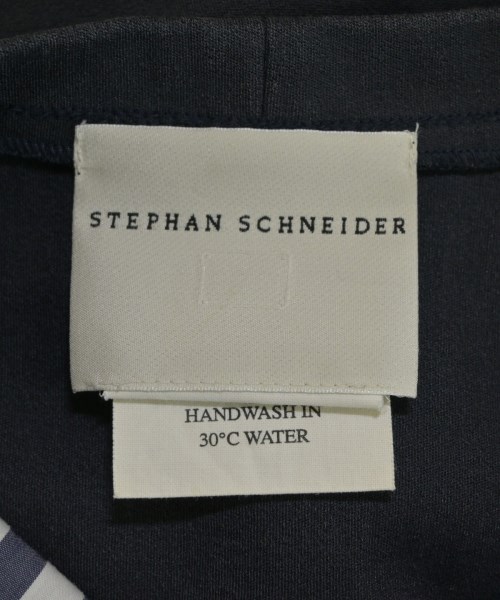 STEPHAN SCHNEIDER
HANDWASH IN
30°C WATER